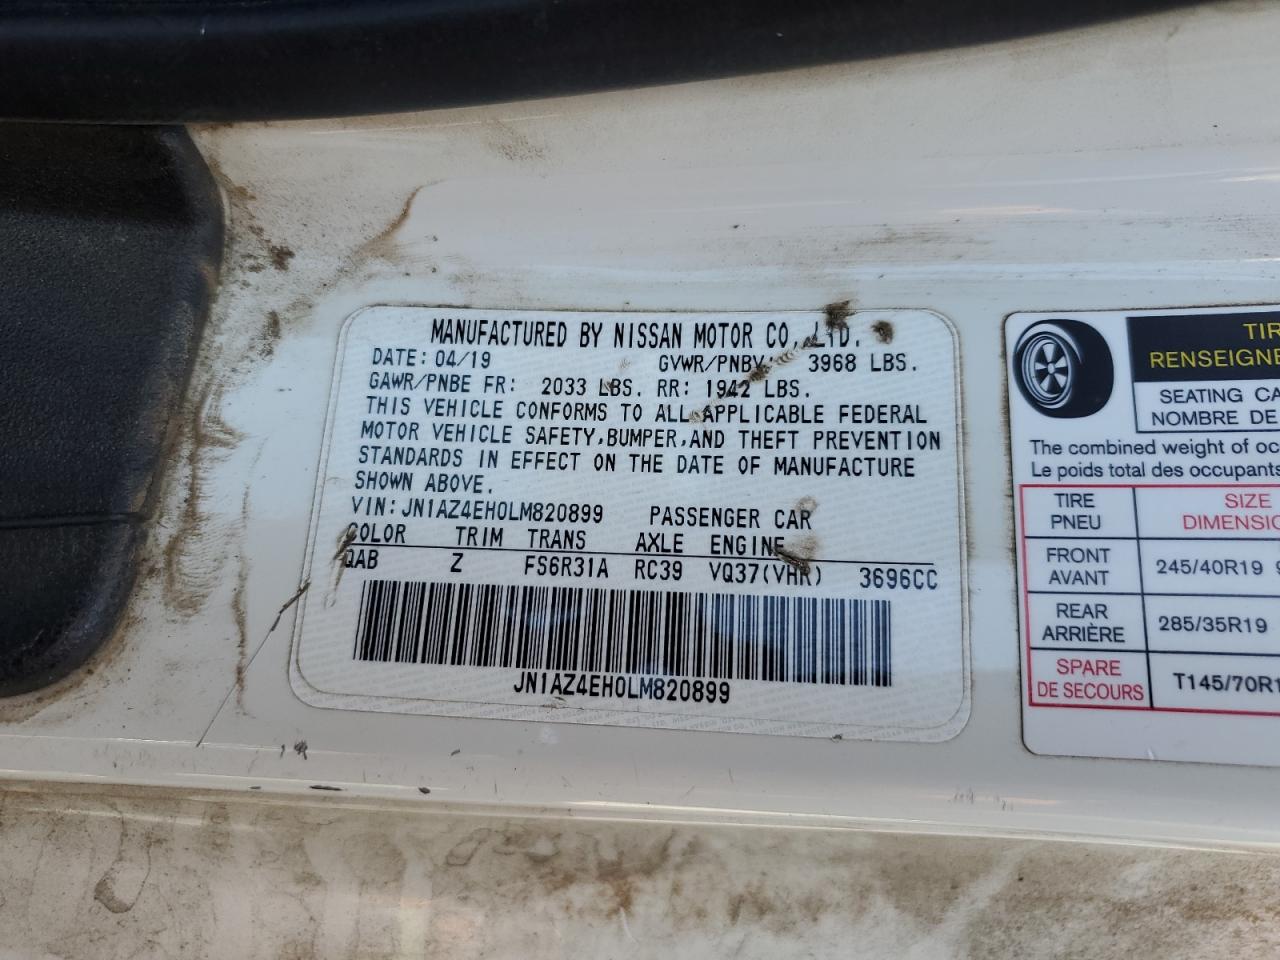 MANUFACTURED BY NISSAN MOTOR CO., LTD.
DATE: 04/19 GVWR/PNBV: 3968 LBS.
GAWR/PNBE FR: 2033 LBS. RR: 1942 LBS.
THIS VEHICLE CONFORMS TO ALL APPLICABLE FEDERAL
MOTOR VEHICLE SAFETY, BUMPER, AND THEFT PREVENTION
STANDARDS IN EFFECT ON THE DATE OF MANUFACTURE
SHOWN ABOVE.
VIN: JN1AZ4EH0LM820899 PASSENGER CAR
COLOR TRIM TRANS AXLE ENGINE
QAB Z FS6R31A RC39 VQ37(VHR) 3696CC
JN1AZ4EH0LM820899
TIR
RENSEIGNE
SEATING CA
NOMBRE DE
The combined weight of occ
Le poids total des occupants
TIRE SIZE
PNEU DIMENSIO
FRONT
AVANT 245/40R19 9
REAR
ARRIÈRE 285/35R19
SPARE
DE SECOURS T145/70R1